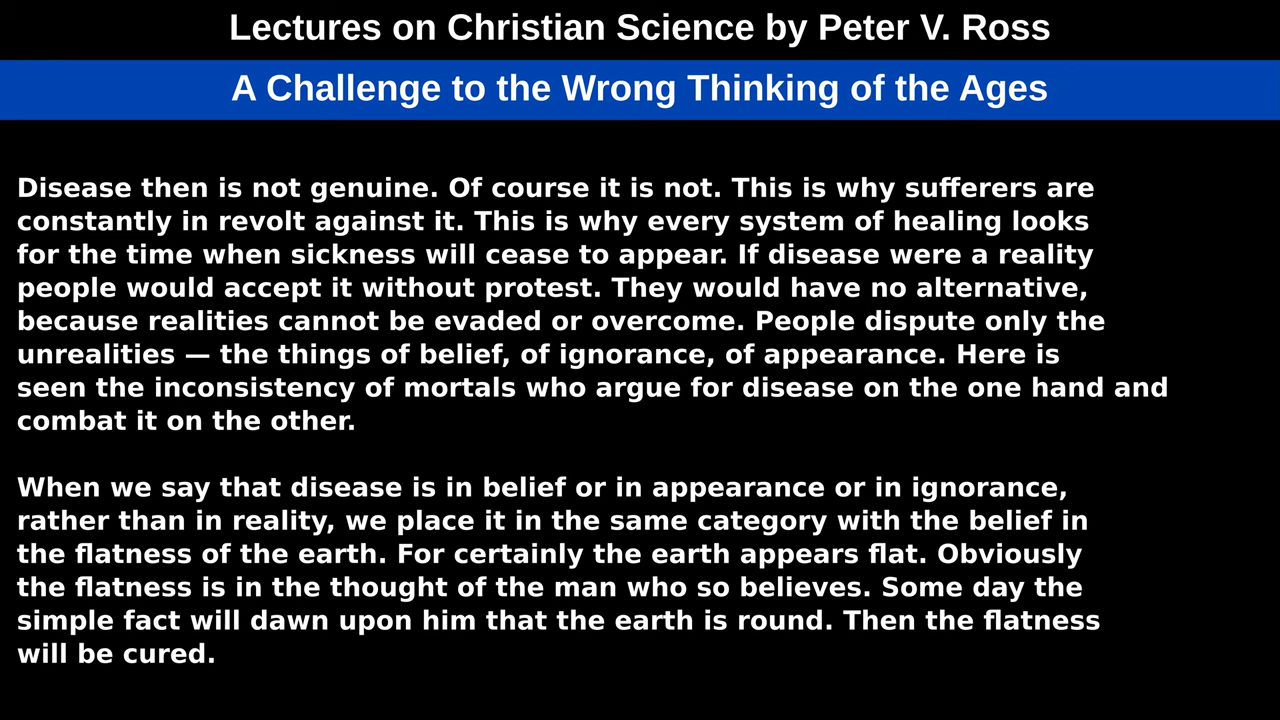 Lectures on Christian Science by Peter V. Ross
A Challenge to the Wrong Thinking of the Ages
Disease then is not genuine. Of course it is not. This is why sufferers are
constantly in revolt against it. This is why every system of healing looks
for the time when sickness will cease to appear. If disease were a reality
people would accept it without protest. They would have no alternative,
because realities cannot be evaded or overcome. People dispute only the
unrealities — the things of belief, of ignorance, of appearance. Here is
seen the inconsistency of mortals who argue for disease on the one hand and
combat it on the other.
When we say that disease is in belief or in appearance or in ignorance,
rather than in reality, we place it in the same category with the belief in
the flatness of the earth. For certainly the earth appears flat. Obviously
the flatness is in the thought of the man who so believes. Some day the
simple fact will dawn upon him that the earth is round. Then the flatness
will be cured.